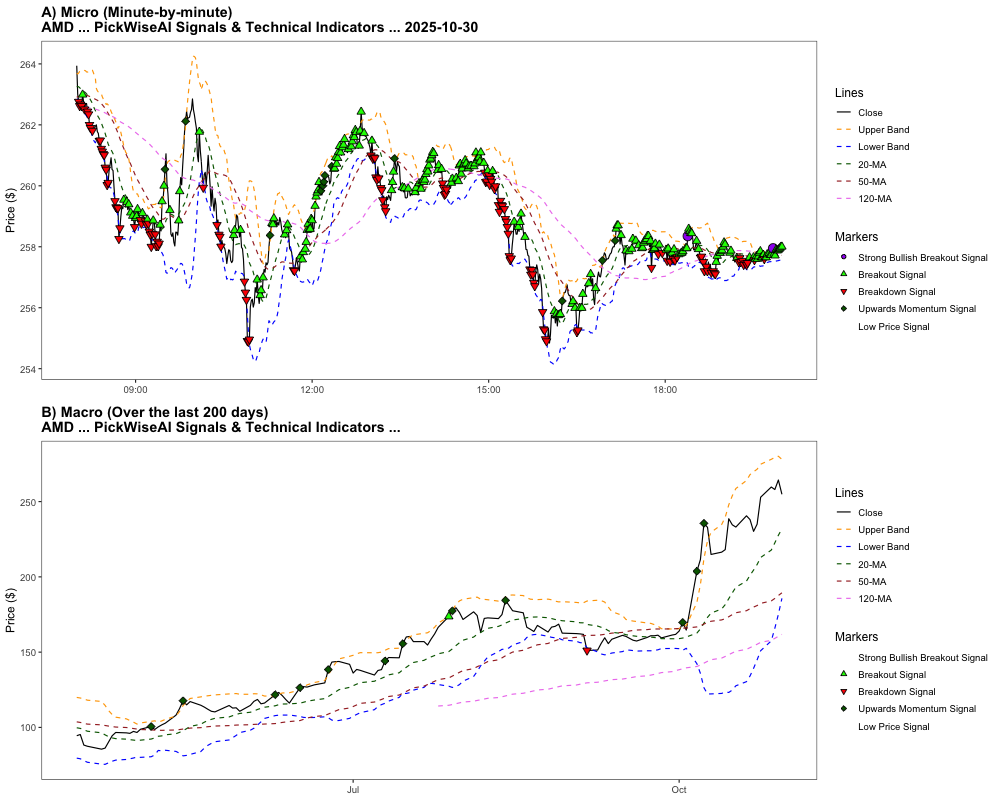 A) Micro (Minute-by-minute)
AMD ... PickWiseAI Signals & Technical Indicators ... 2025-10-30
264
262
260
258
256
254
Price ($)
09:00
12:00
15:00
18:00
Lines
Close
Upper Band
Lower Band
20-MA
50-MA
120-MA
Markers
Strong Bullish Breakout Signal
Breakout Signal
Breakdown Signal
Upwards Momentum Signal
Low Price Signal
B) Macro (Over the last 200 days)
AMD ... PickWiseAI Signals & Technical Indicators ...
250
200
150
100
Price ($)
Jul
Oct
Lines
Close
Upper Band
Lower Band
20-MA
50-MA
120-MA
Markers
Strong Bullish Breakout Signal
Breakout Signal
Breakdown Signal
Upwards Momentum Signal
Low Price Signal